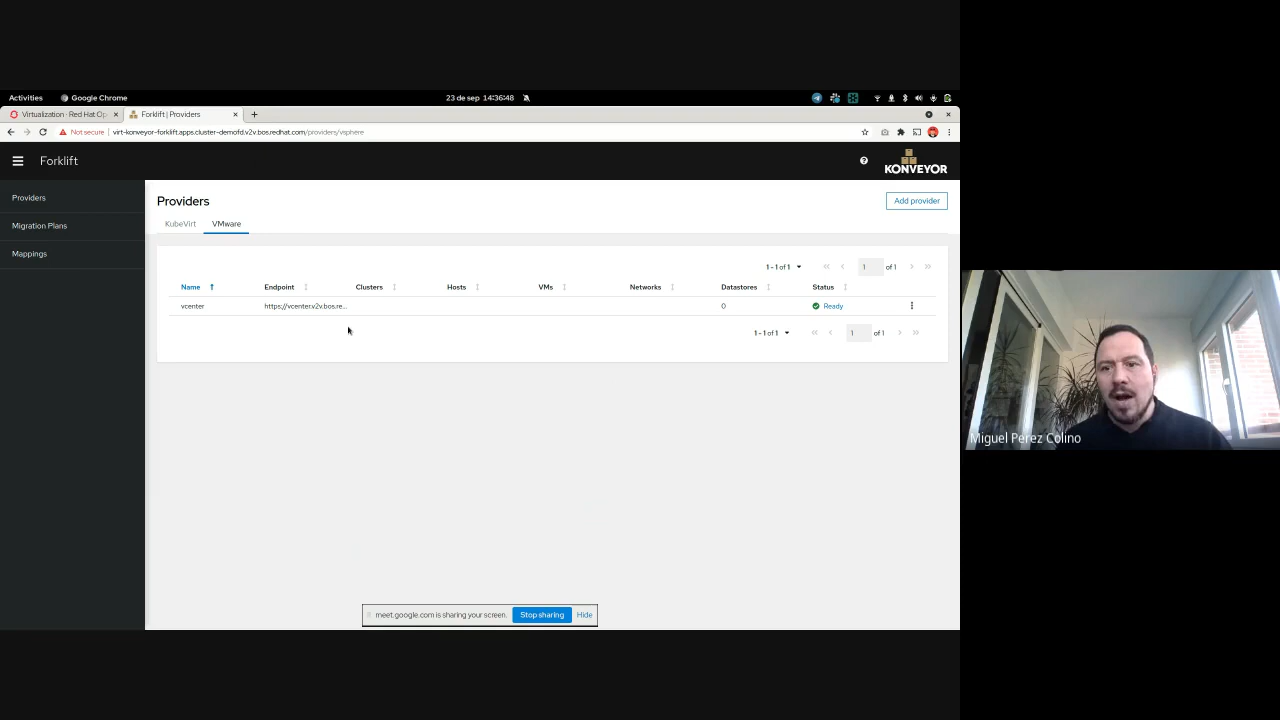 Activities
Google Chrome
23 de sep 14:36:48
Virtualization · Red Hat Op
Forklift | Providers
Not secure | virt-konveyor-forklift.apps.cluster-demofd.v2v.bos.redhat.com/providers/vsphere
Forklift
KONVEYOR
Providers
Migration Plans
Mappings
Providers
Add provider
KubeVirt
VMware
1 - 1 of 1
1 of 1
Name Endpoint Clusters Hosts VMs Networks Datastores Status
vcenter https://vcenter.v2v.bos.re... 0 Ready
1 - 1 of 1
1 of 1
Miguel Perez Colino
meet.google.com is sharing your screen.
Stop sharing
Hide